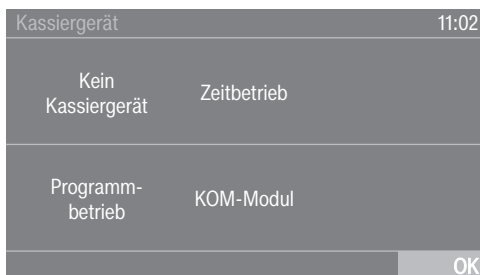 Kassiergerät 11:02
Kein
Kassiergerät
Zeitbetrieb
Programm-
betrieb
KOM-Modul
OK